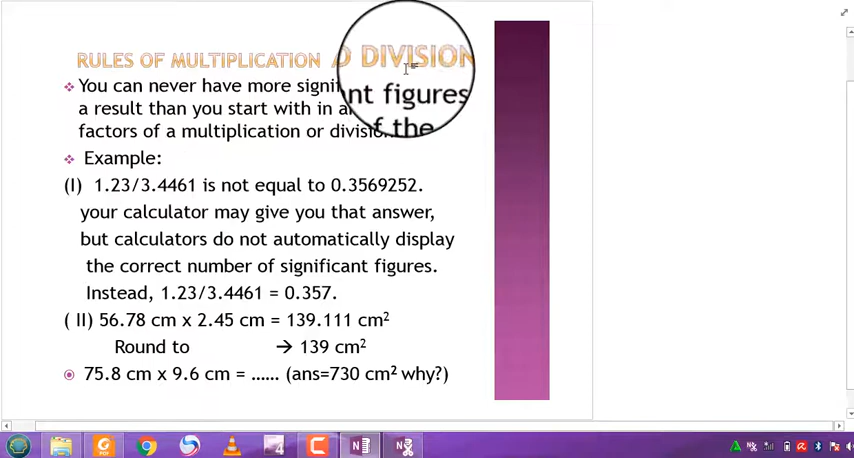 RULES OF MULTIPLICATION D DIVISION
You can never have more signif nt figures
a result than you start with in a f the
factors of a multiplication or division.
Example:
(I) 1.23/3.4461 is not equal to 0.3569252.
your calculator may give you that answer,
but calculators do not automatically display
the correct number of significant figures.
Instead, 1.23/3.4461 = 0.357.
( II) 56.78 cm x 2.45 cm = 139.111 cm²
Round to → 139 cm²
75.8 cm x 9.6 cm = ...... (ans=730 cm² why?)